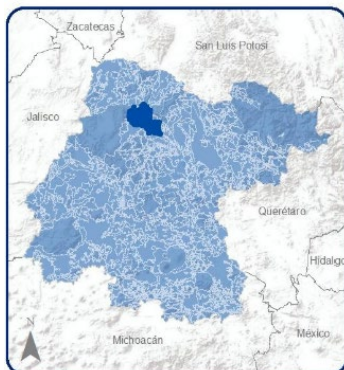 Zacatecas
San Luis Potosí
Jalisco
Querétaro
Hidalgo
N
México
Michoacán